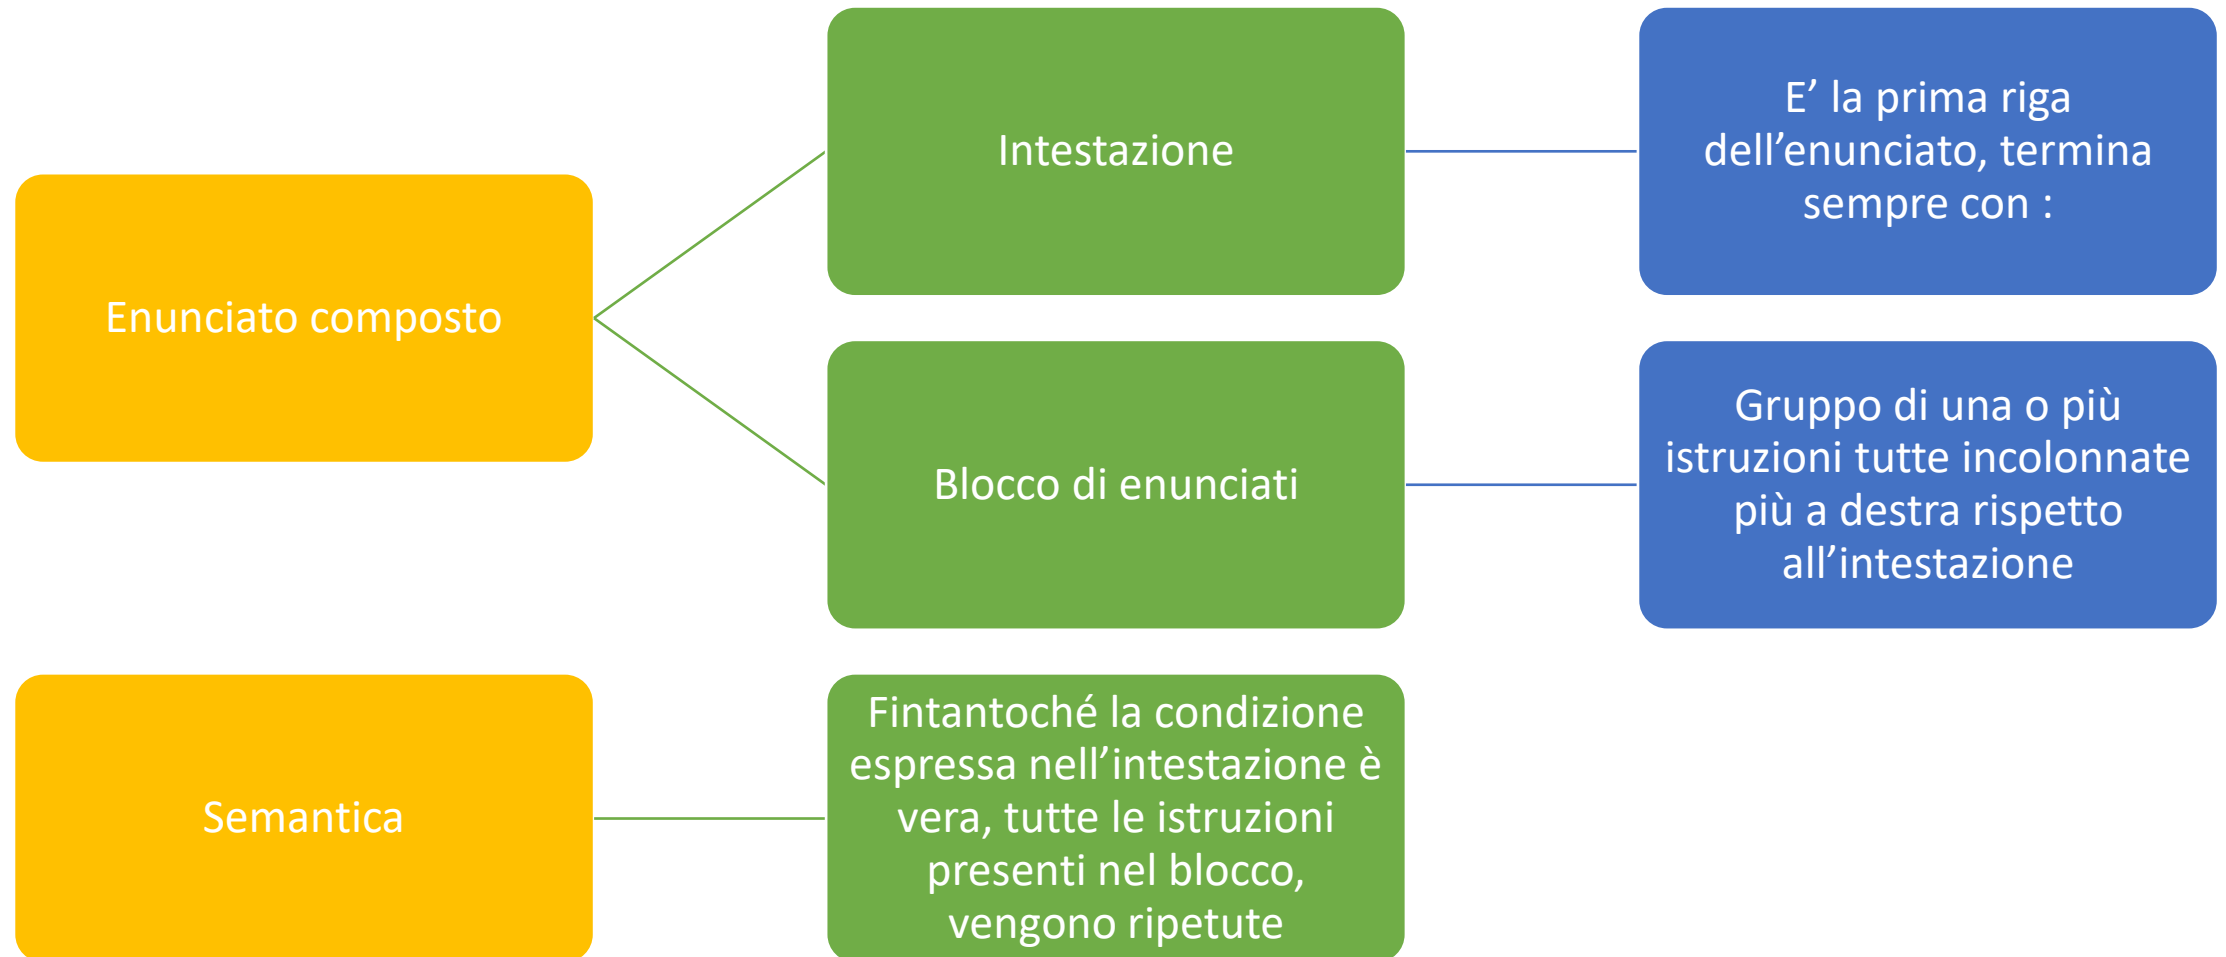 Enunciato composto
Intestazione
E’ la prima riga
dell’enunciato, termina
sempre con :
Blocco di enunciati
Gruppo di una o più
istruzioni tutte incolonnate
più a destra rispetto
all’intestazione
Semantica
Fintantoché la condizione
espressa nell’intestazione è
vera, tutte le istruzioni
presenti nel blocco,
vengono ripetute